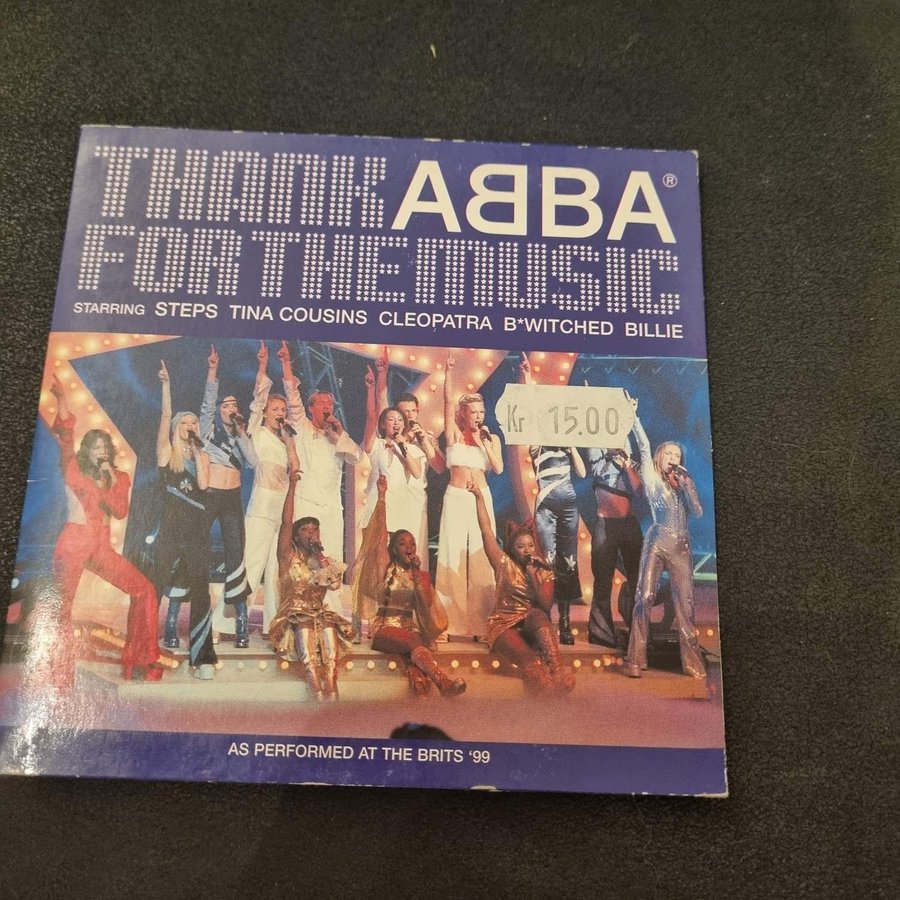 THANK ABBA®
FOR THE MUSIC
STARRING STEPS TINA COUSINS CLEOPATRA B*WITCHED BILLIE
Kr 15.00
AS PERFORMED AT THE BRITS ‘99